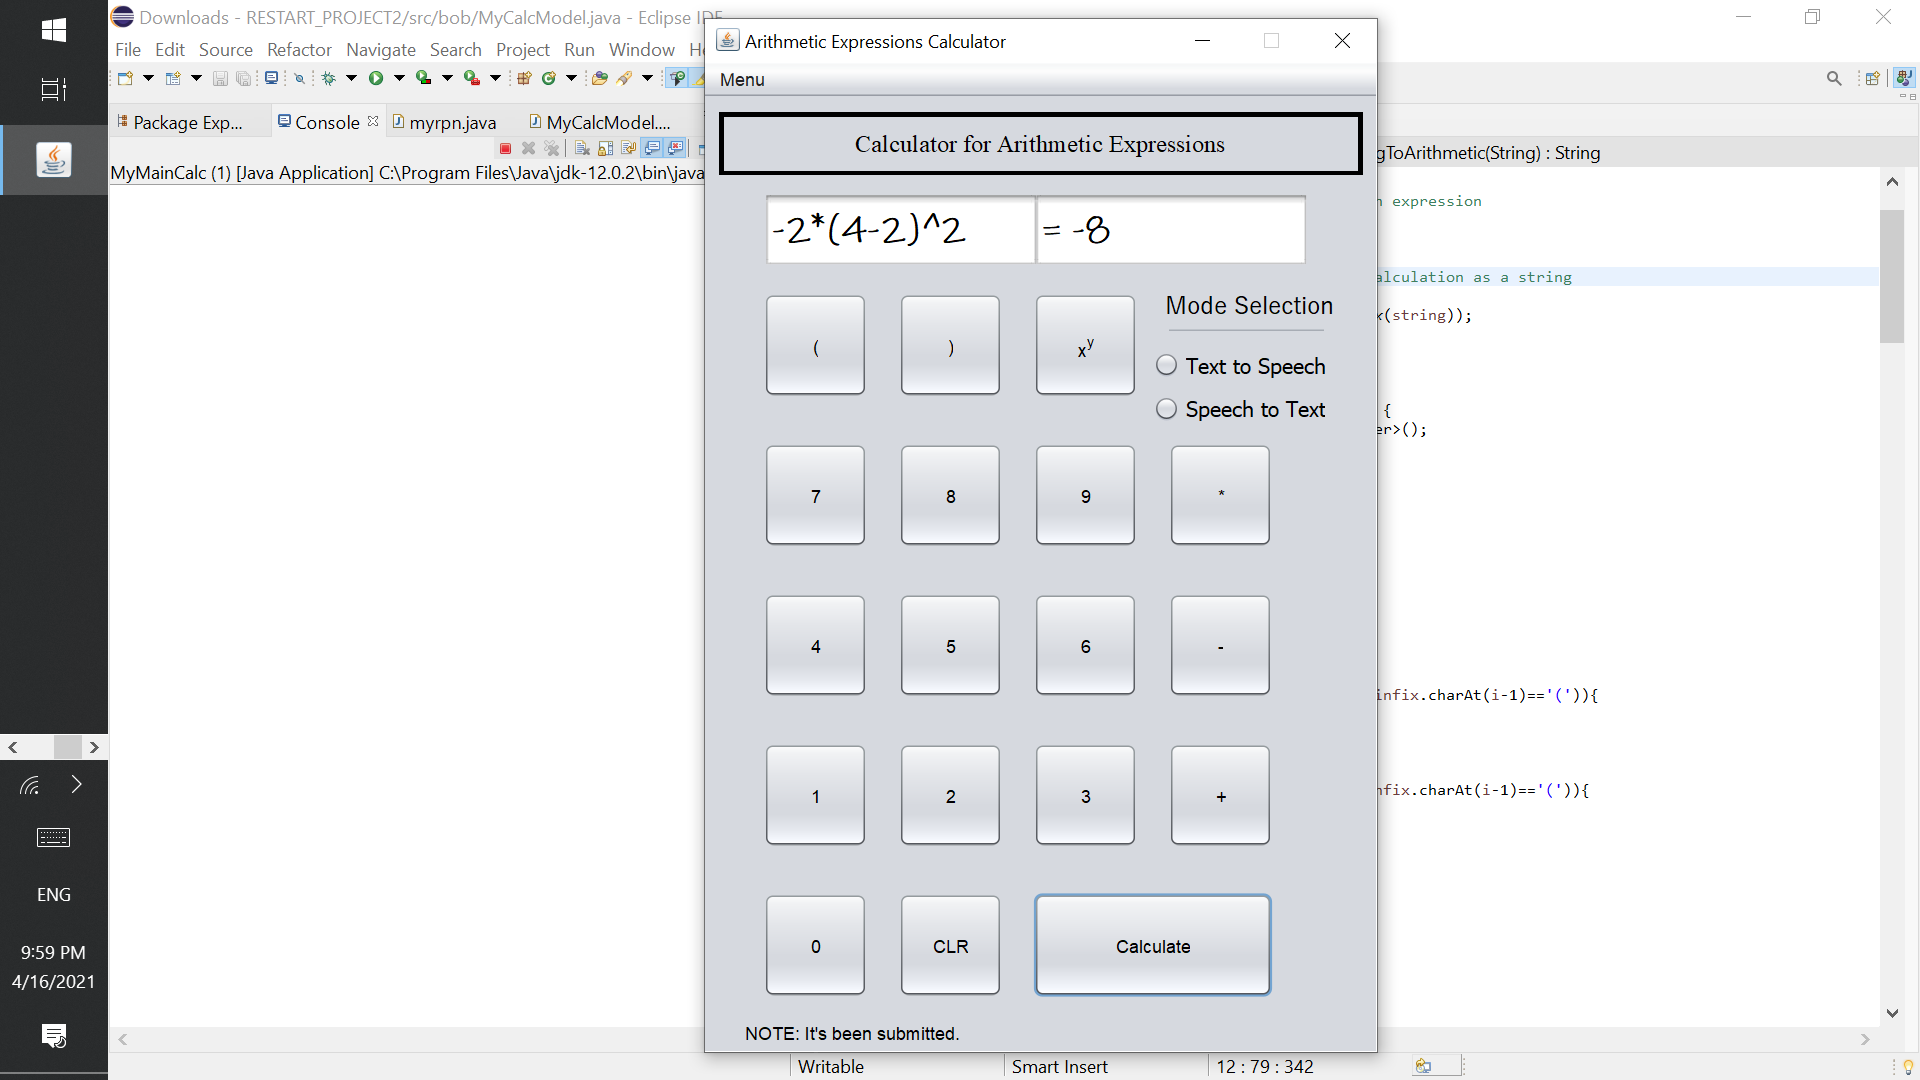 Downloads - RESTART_PROJECT2/src/bob/MyCalcModel.java - Eclipse IDE
File Edit Source Refactor Navigate Search Project Run Window
Package Exp... Console myrpn.java MyCalcModel....
MyMainCalc (1) [Java Application] C:\Program Files\Java\jdk-12.0.2\bin\java
Arithmetic Expressions Calculator
Menu
Calculator for Arithmetic Expressions
-2*(4-2)^2 = -8
( ) xʸ
Mode Selection
Text to Speech
Speech to Text
7 8 9 *
4 5 6 -
1 2 3 +
0 CLR Calculate
NOTE: It's been submitted.
gToArithmetic(String) : String
expression
alculation as a string
(string));
{
er>();
infix.charAt(i-1)=='(')){
nfix.charAt(i-1)=='(')){
Writable Smart Insert 12 : 79 : 342
ENG
9:59 PM
4/16/2021